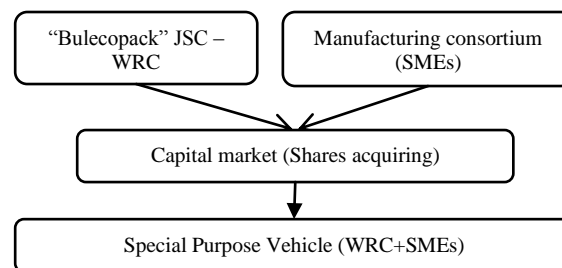 “Bulecopack” JSC –
WRC
Manufacturing consortium
(SMEs)
Capital market (Shares acquiring)
Special Purpose Vehicle (WRC+SMEs)